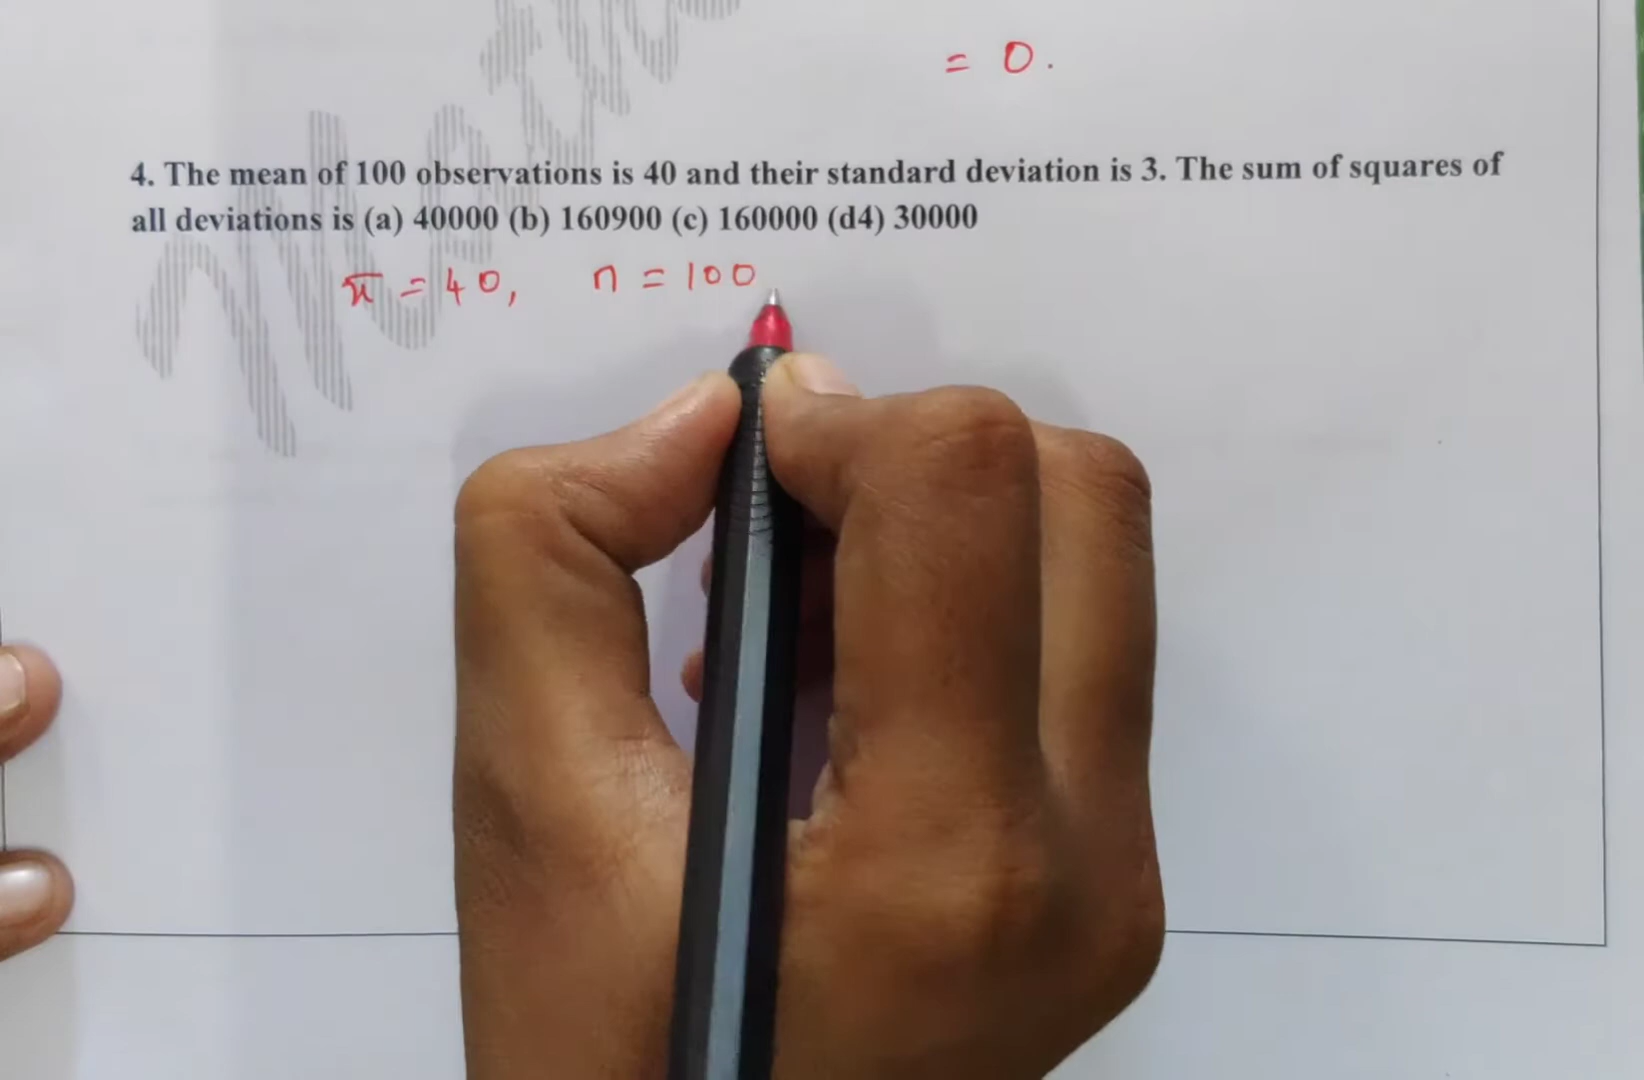 = 0.
4. The mean of 100 observations is 40 and their standard deviation is 3. The sum of squares of
all deviations is (a) 40000 (b) 160900 (c) 160000 (d4) 30000
x̄ = 40, n = 100